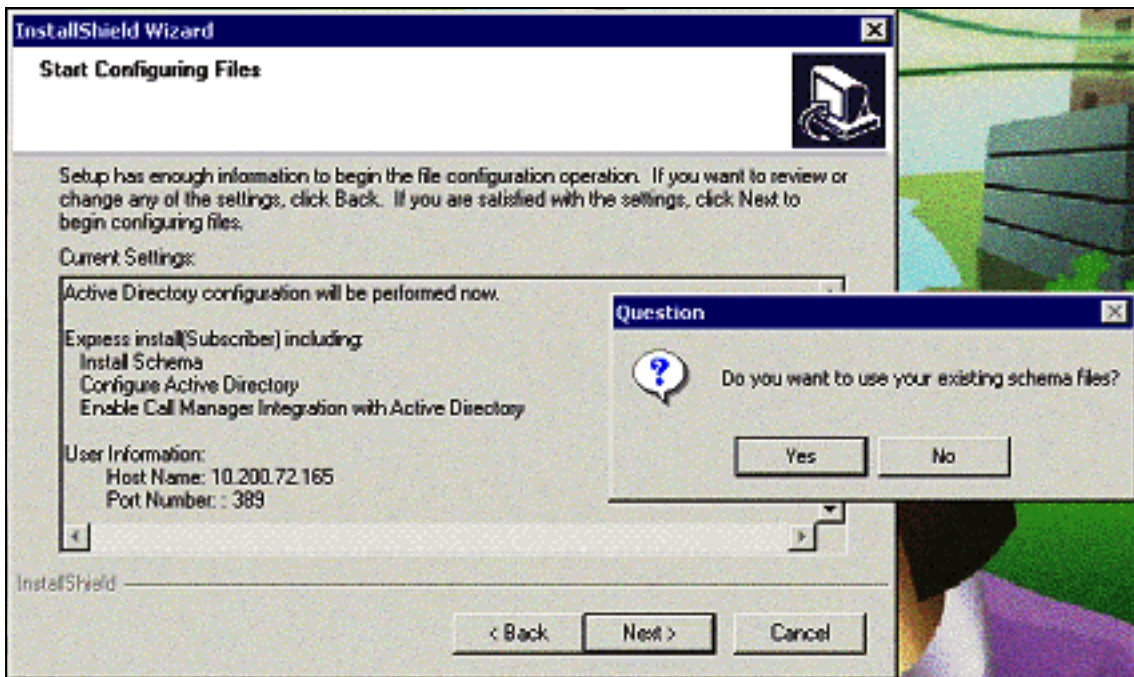 InstallShield Wizard
Start Configuring Files
Setup has enough information to begin the file configuration operation. If you want to review or
change any of the settings, click Back. If you are satisfied with the settings, click Next to
begin configuring files.
Current Settings:
Active Directory configuration will be performed now.
Express install(Subscriber) including:
Install Schema
Configure Active Directory
Enable Call Manager Integration with Active Directory
User Information:
Host Name: 10.200.72.165
Port Number: : 389
InstallShield
< Back
Next >
Cancel
Question
Do you want to use your existing schema files?
Yes
No